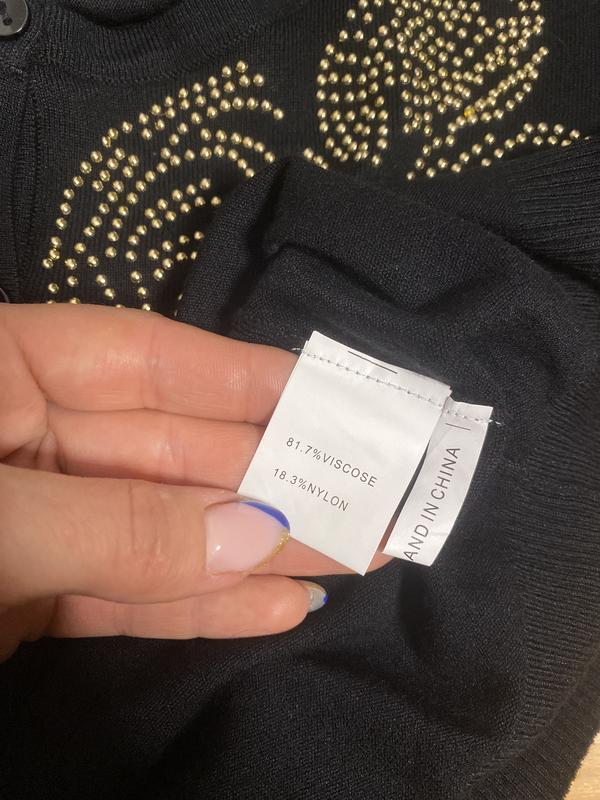 81.7%VISCOSE
18.3%NYLON
AND IN CHINA